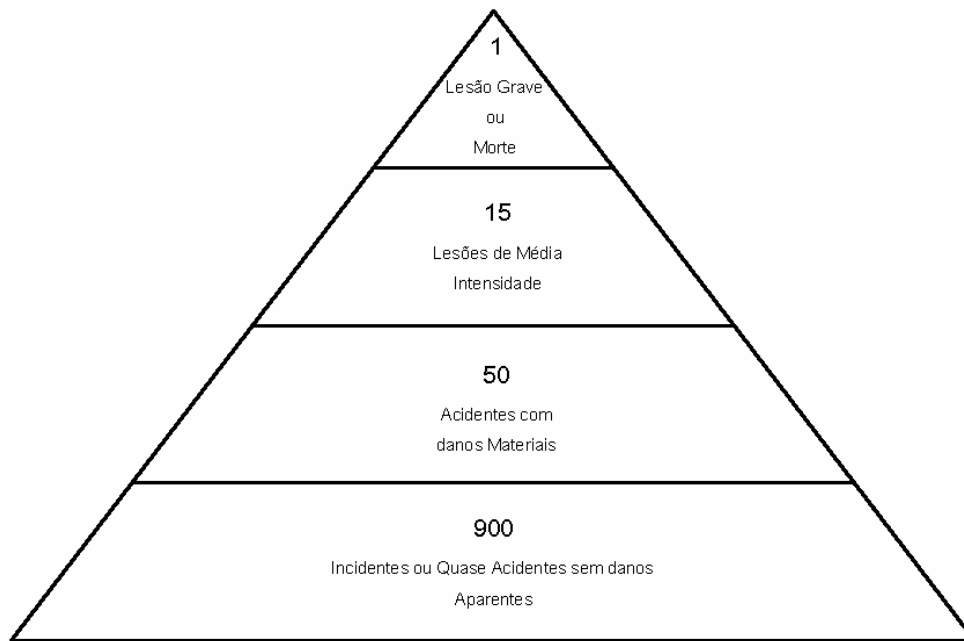 1
Lesão Grave
ou
Morte
15
Lesões de Média
Intensidade
50
Acidentes com
danos Materiais
900
Incidentes ou Quase Acidentes sem danos
Aparentes